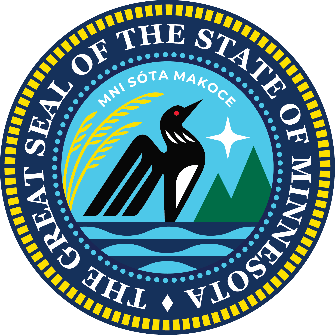 THE GREAT SEAL OF THE STATE OF MINNESOTA
MNI SÓTA MAKOCE